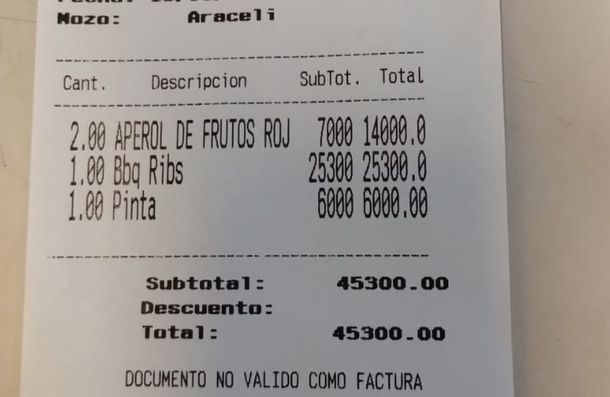 Mozo: Araceli
Cant. Descripcion SubTot. Total
2.00 APEROL DE FRUTOS ROJ 7000 14000.0
1.00 Bbq Ribs 25300 25300.0
1.00 Pinta 6000 6000.00
Subtotal: 45300.00
Descuento:
Total: 45300.00
DOCUMENTO NO VALIDO COMO FACTURA